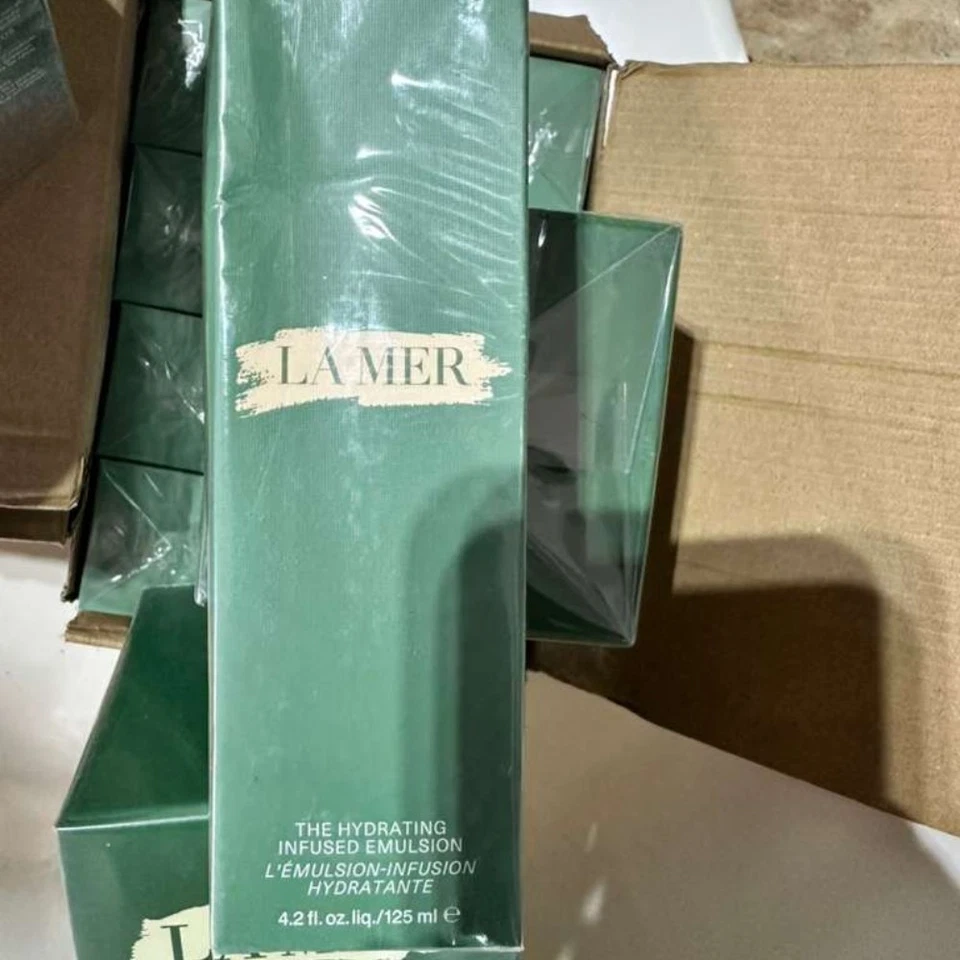 LA MER
THE HYDRATING
INFUSED EMULSION
L'ÉMULSION-INFUSION
HYDRATANTE
4.2 fl. oz. liq./125 ml ℮